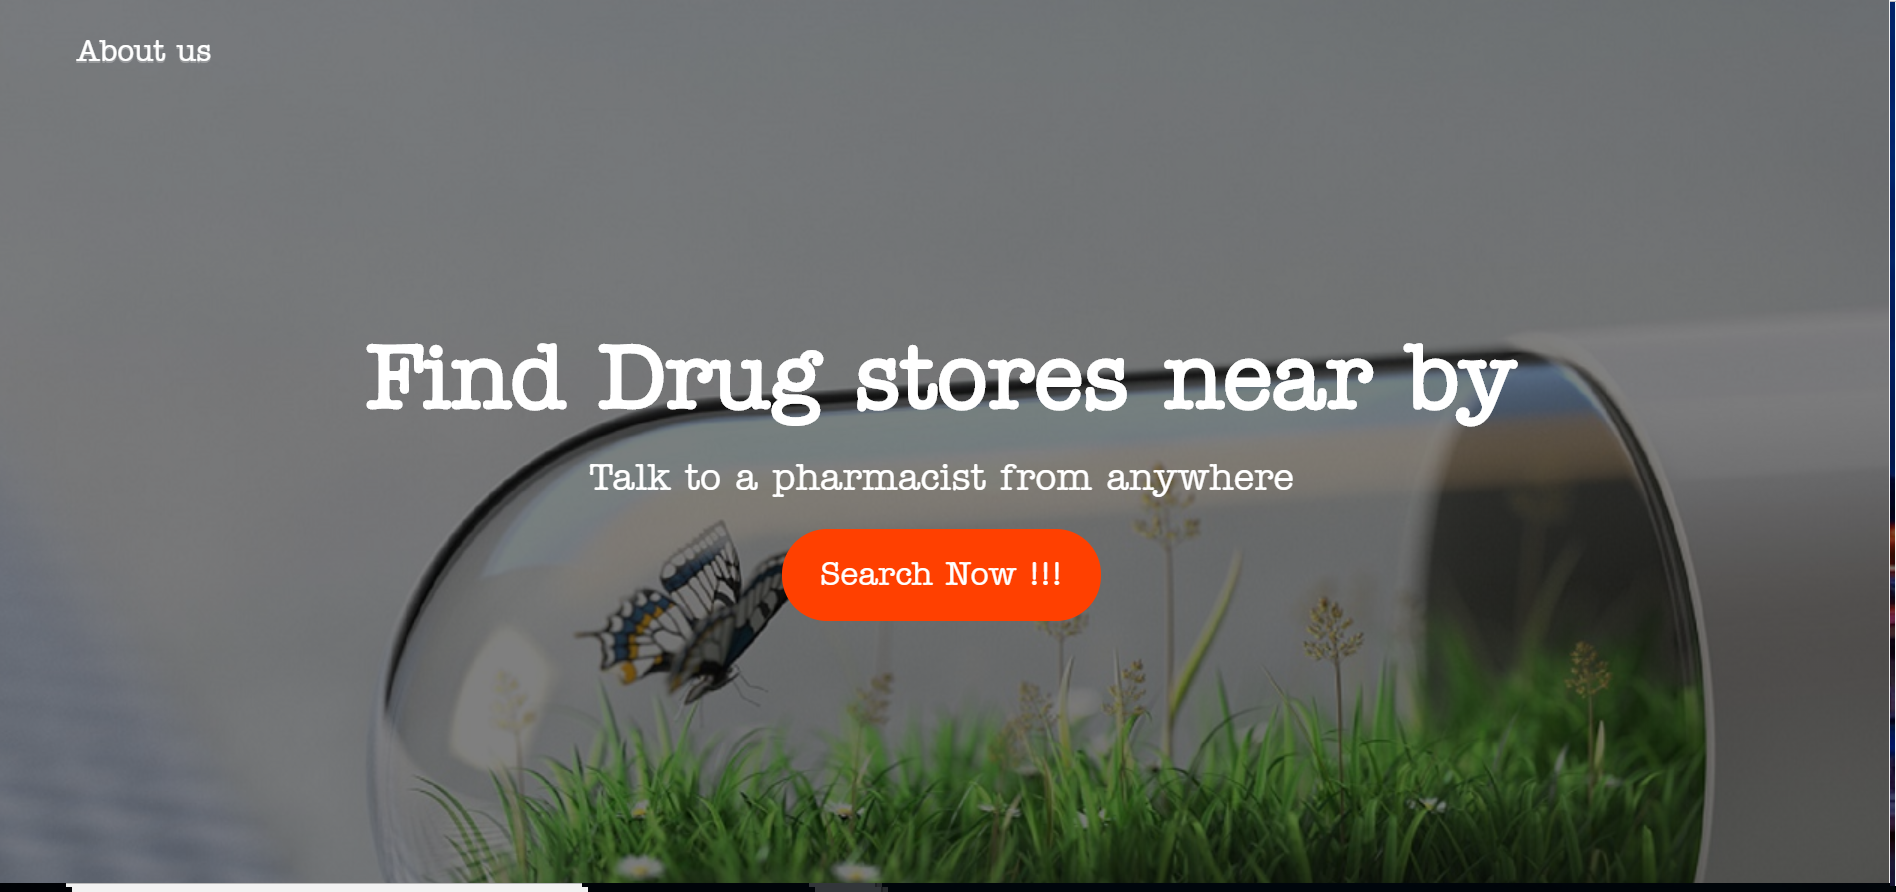 About us
Find Drug stores near by
Talk to a pharmacist from anywhere
Search Now !!!